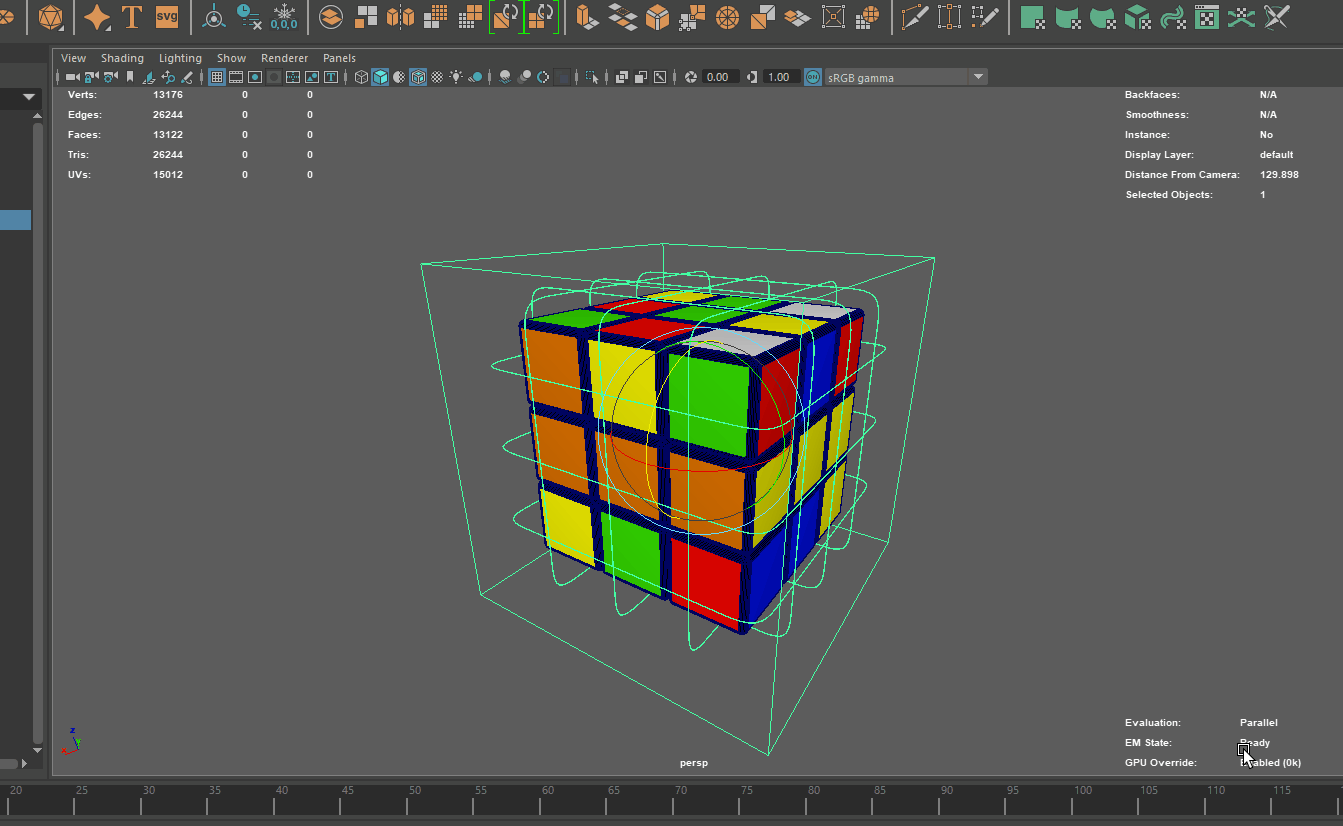 T svg
0,0,0
View Shading Lighting Show Renderer Panels
0.00 1.00 ON sRGB gamma
Verts: 13176 0 0
Edges: 26244 0 0
Faces: 13122 0 0
Tris: 26244 0 0
UVs: 15012 0 0
Backfaces: N/A
Smoothness: N/A
Instance: No
Display Layer: default
Distance From Camera: 129.898
Selected Objects: 1
z
persp
Evaluation: Parallel
EM State: Ready
GPU Override: Enabled (0k)
20 25 30 35 40 45 50 55 60 65 70 75 80 85 90 95 100 105 110 115